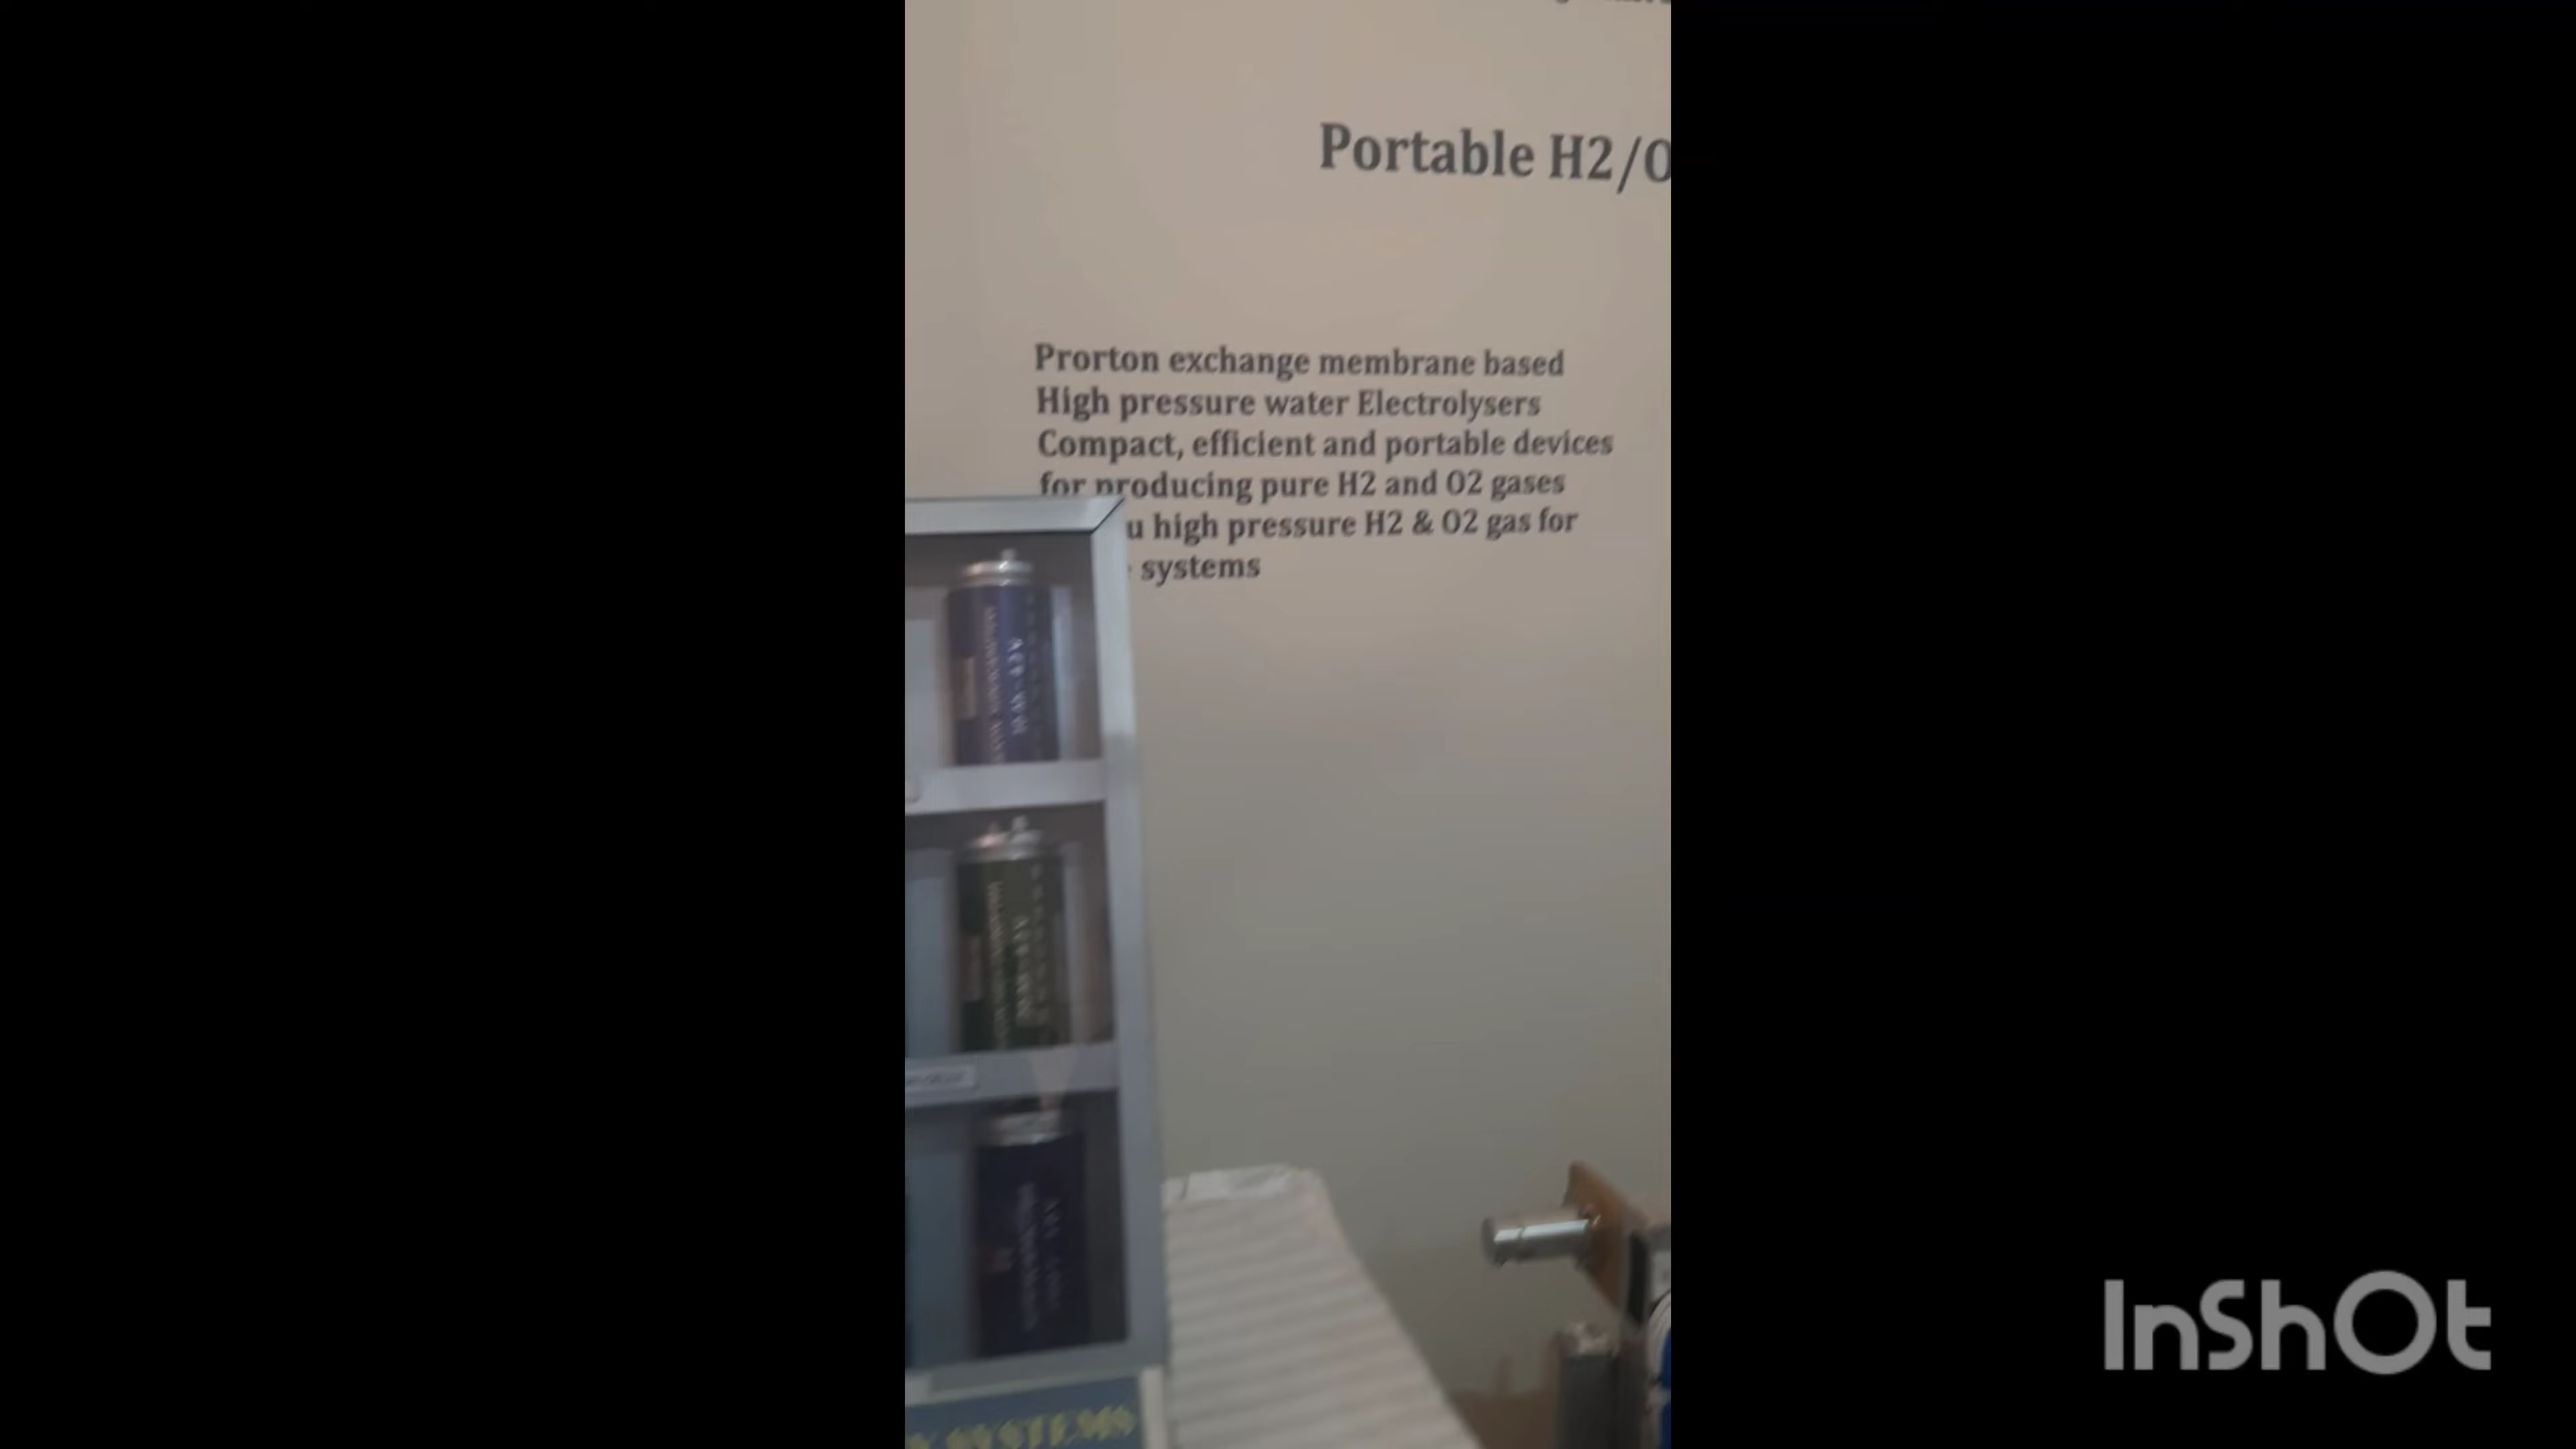 Portable H2/O
Prorton exchange membrane based
High pressure water Electrolysers
Compact, efficient and portable devices
for producing pure H2 and O2 gases
u high pressure H2 & O2 gas for
systems
SYSTEMS
InShOt